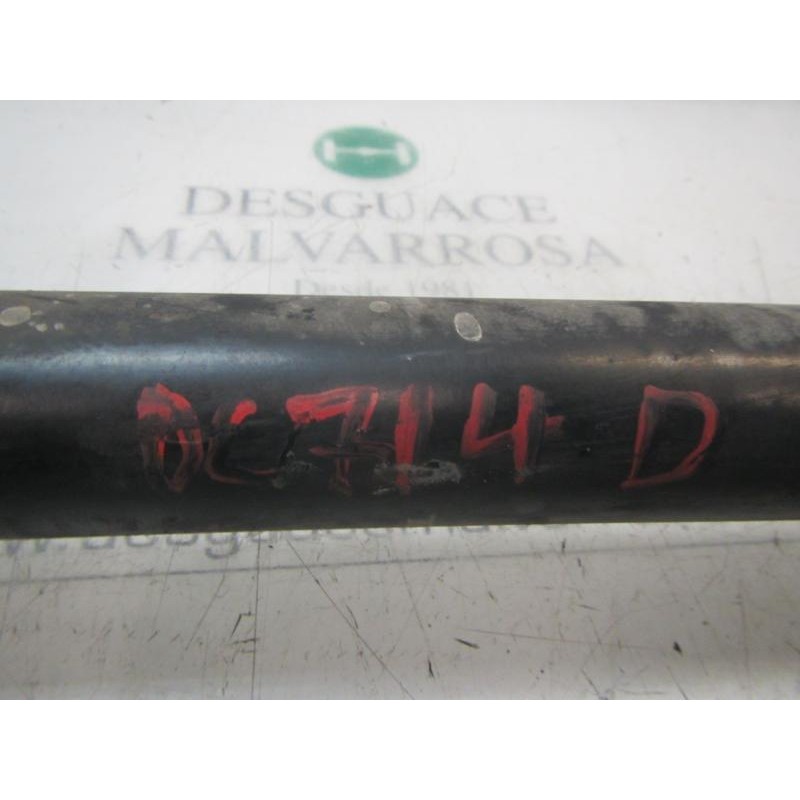 DESGUACE
MALVARROSA
Desde 1981
DC714 D